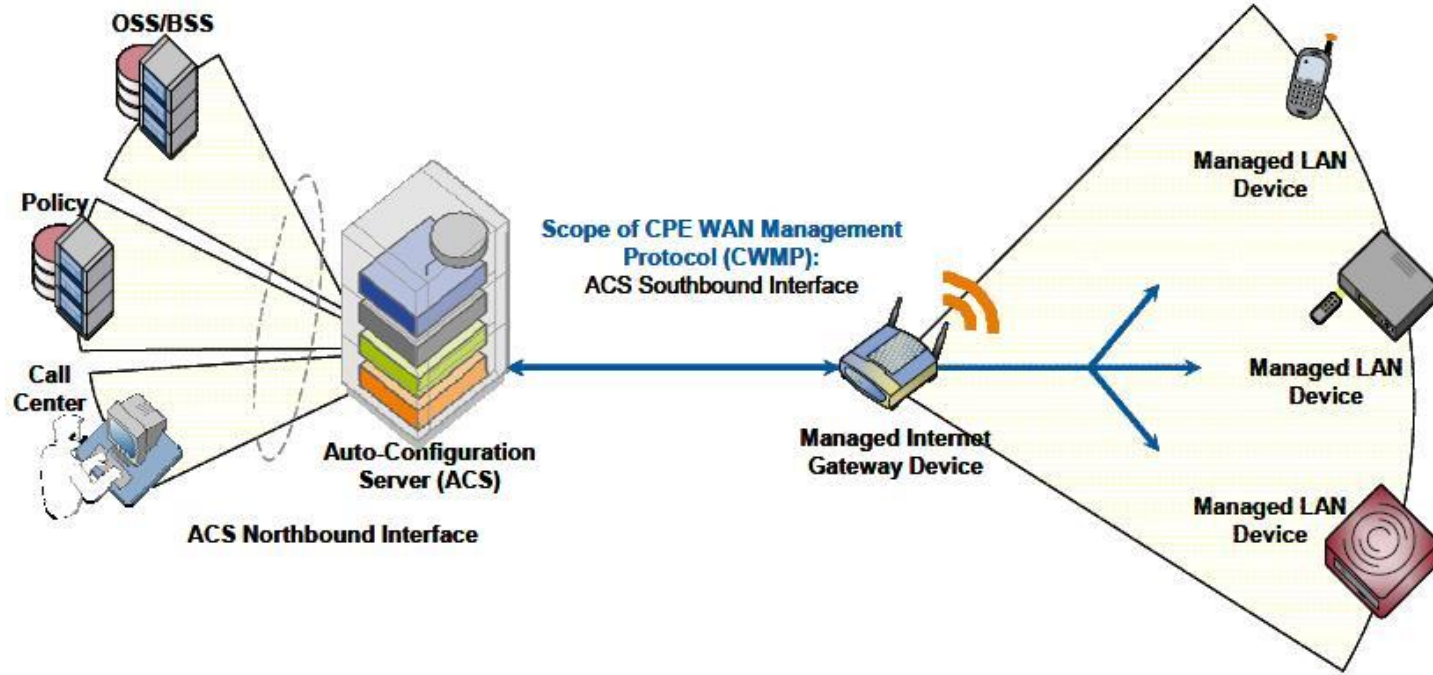 OSS/BSS
Policy
Call
Center
ACS Northbound Interface
Auto-Configuration
Server (ACS)
Scope of CPE WAN Management
Protocol (CWMP):
ACS Southbound Interface
Managed Internet
Gateway Device
Managed LAN
Device
Managed LAN
Device
Managed LAN
Device